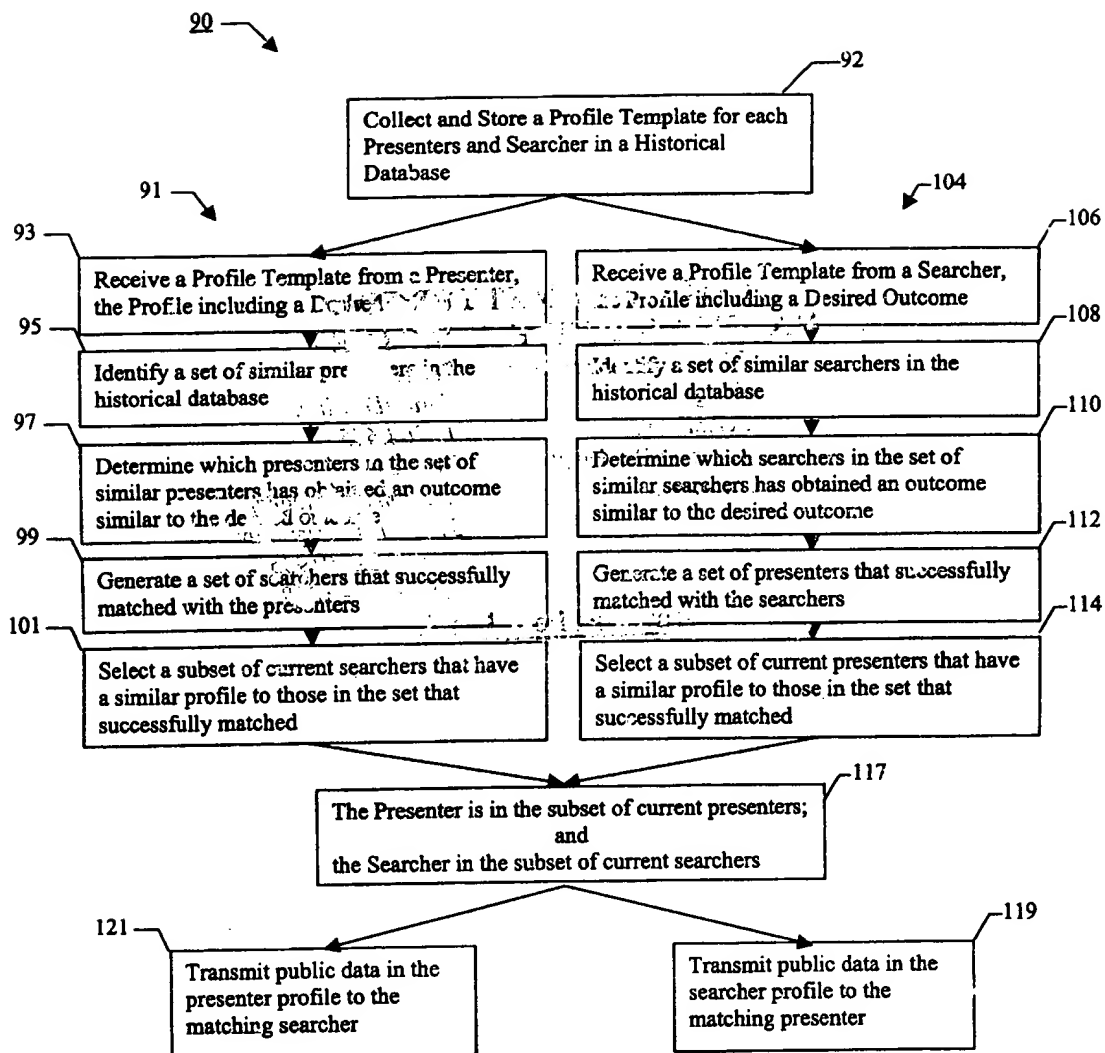 90
92
Collect and Store a Profile Template for each
Presenters and Searcher in a Historical
Database
91
104
93
Receive a Profile Template from a Presenter,
the Profile including a
106
Receive a Profile Template from a Searcher,
the Profile including a Desired Outcome
95
Identify a set of similar presenters in the
historical database
108
Identify a set of similar searchers in the
historical database
97
Determine which presenters in the set of
similar presenters has obtained an outcome
similar to the desired outcome
110
Determine which searchers in the set of
similar searchers has obtained an outcome
similar to the desired outcome
99
Generate a set of searchers that successfully
matched with the presenters
112
Generate a set of presenters that successfully
matched with the searchers
101
Select a subset of current searchers that have
a similar profile to those in the set that
successfully matched
114
Select a subset of current presenters that have
a similar profile to those in the set that
successfully matched
117
The Presenter is in the subset of current presenters;
and
the Searcher in the subset of current searchers
121
Transmit public data in the
presenter profile to the
matching searcher
119
Transmit public data in the
searcher profile to the
matching presenter